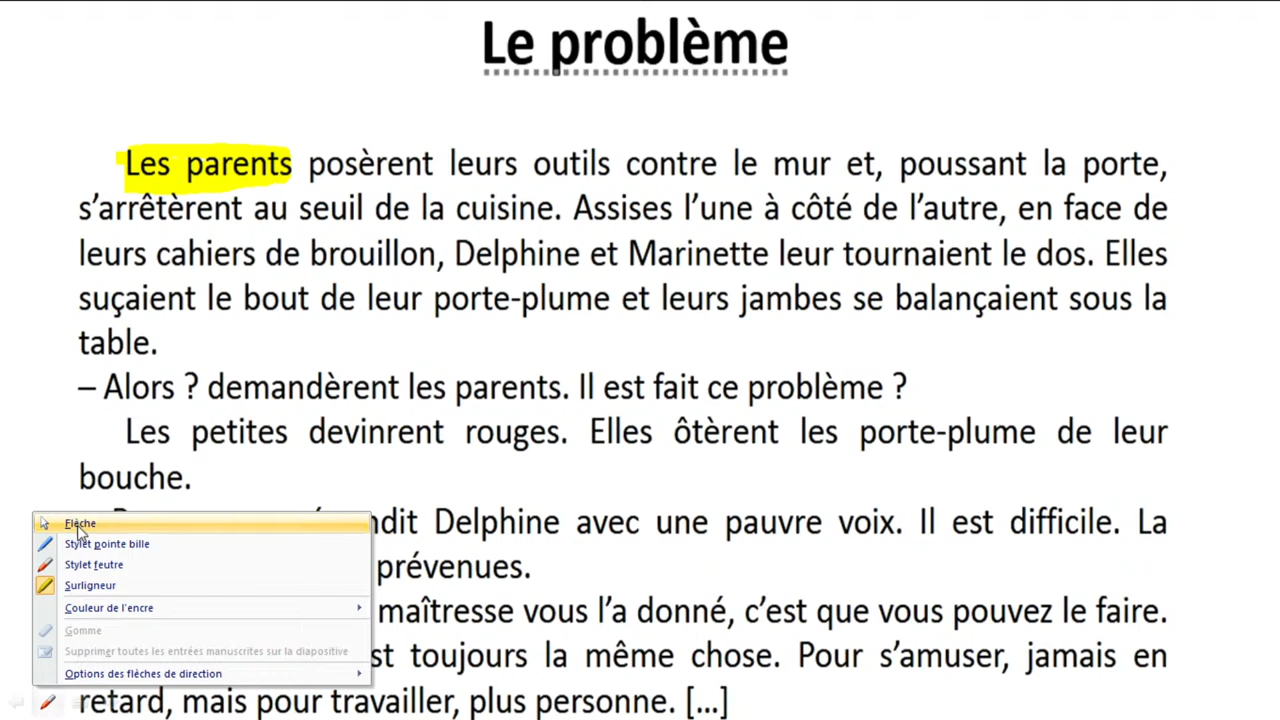 Le problème
Les parents posèrent leurs outils contre le mur et, poussant la porte,
s’arrêtèrent au seuil de la cuisine. Assises l’une à côté de l’autre, en face de
leurs cahiers de brouillon, Delphine et Marinette leur tournaient le dos. Elles
suçaient le bout de leur porte-plume et leurs jambes se balançaient sous la
table.
– Alors ? demandèrent les parents. Il est fait ce problème ?
Les petites devinrent rouges. Elles ôtèrent les porte-plume de leur
bouche.
Delphine avec une pauvre voix. Il est difficile. La
prévenues.
maîtresse vous l’a donné, c’est que vous pouvez le faire.
toujours la même chose. Pour s’amuser, jamais en
retard, mais pour travailler, plus personne. [...]
Flèche
Stylet pointe bille
Stylet feutre
Surligneur
Couleur de l’encre
Gomme
Supprimer toutes les entrées manuscrites sur la diapositive
Options des flèches de direction